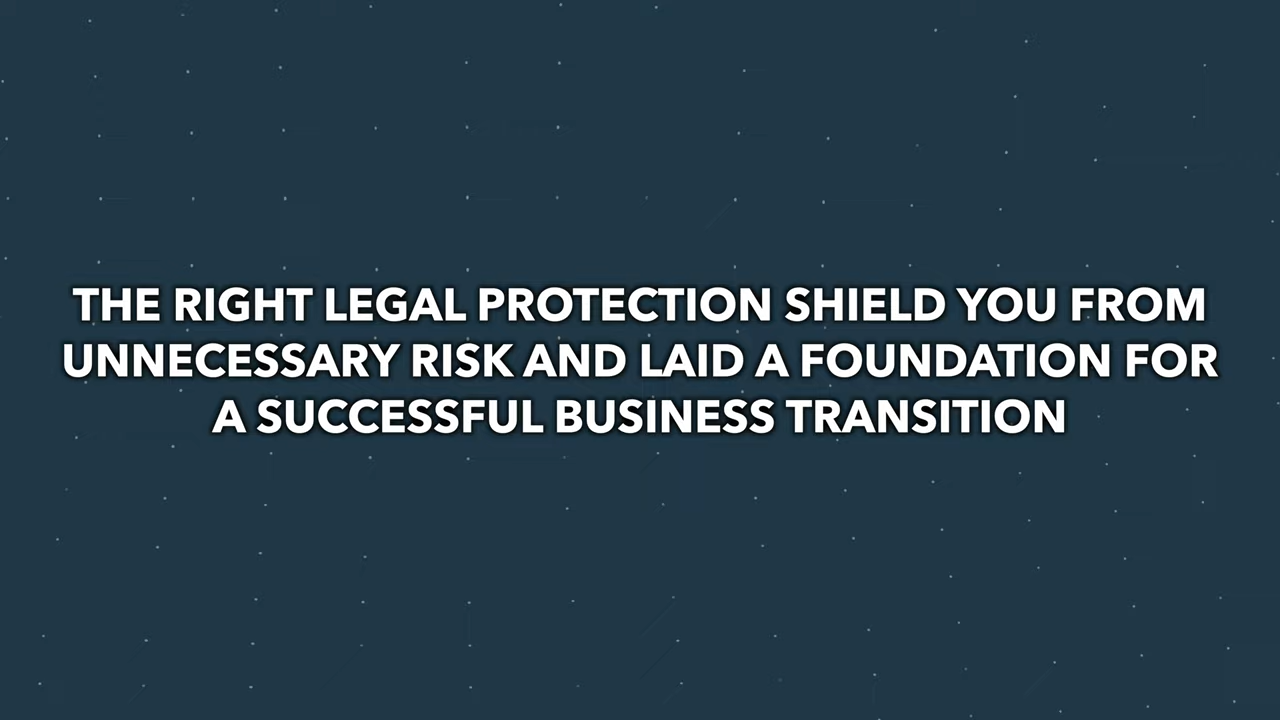 THE RIGHT LEGAL PROTECTION SHIELD YOU FROM
UNNECESSARY RISK AND LAID A FOUNDATION FOR
A SUCCESSFUL BUSINESS TRANSITION